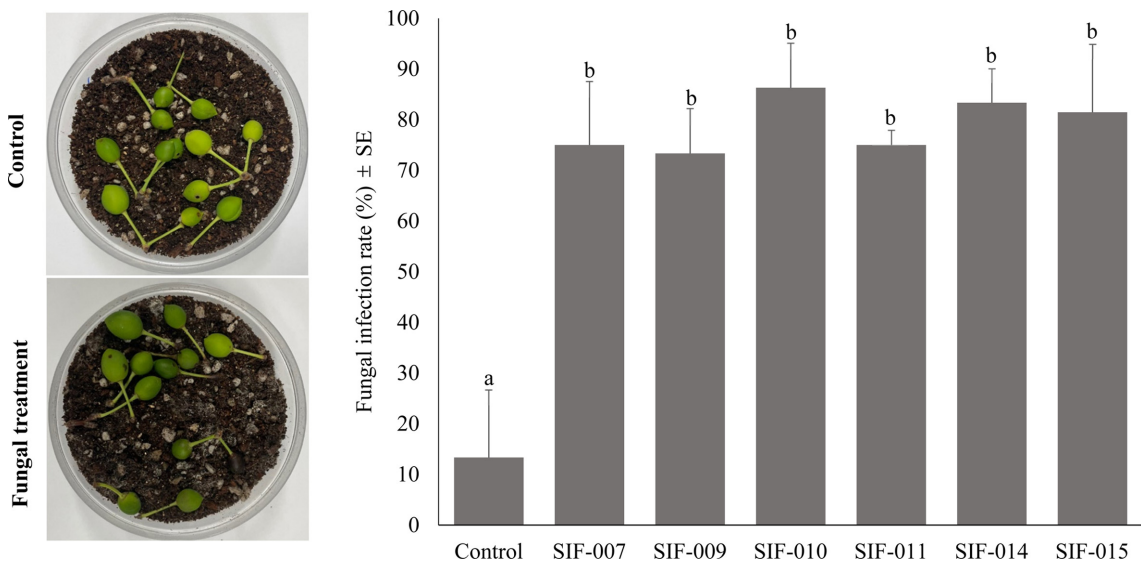 Control
Fungal treatment
Fungal infection rate (%) ± SE
100
90
80
70
60
50
40
30
20
10
0
a
b
b
b
b
b
b
Control SIF-007 SIF-009 SIF-010 SIF-011 SIF-014 SIF-015